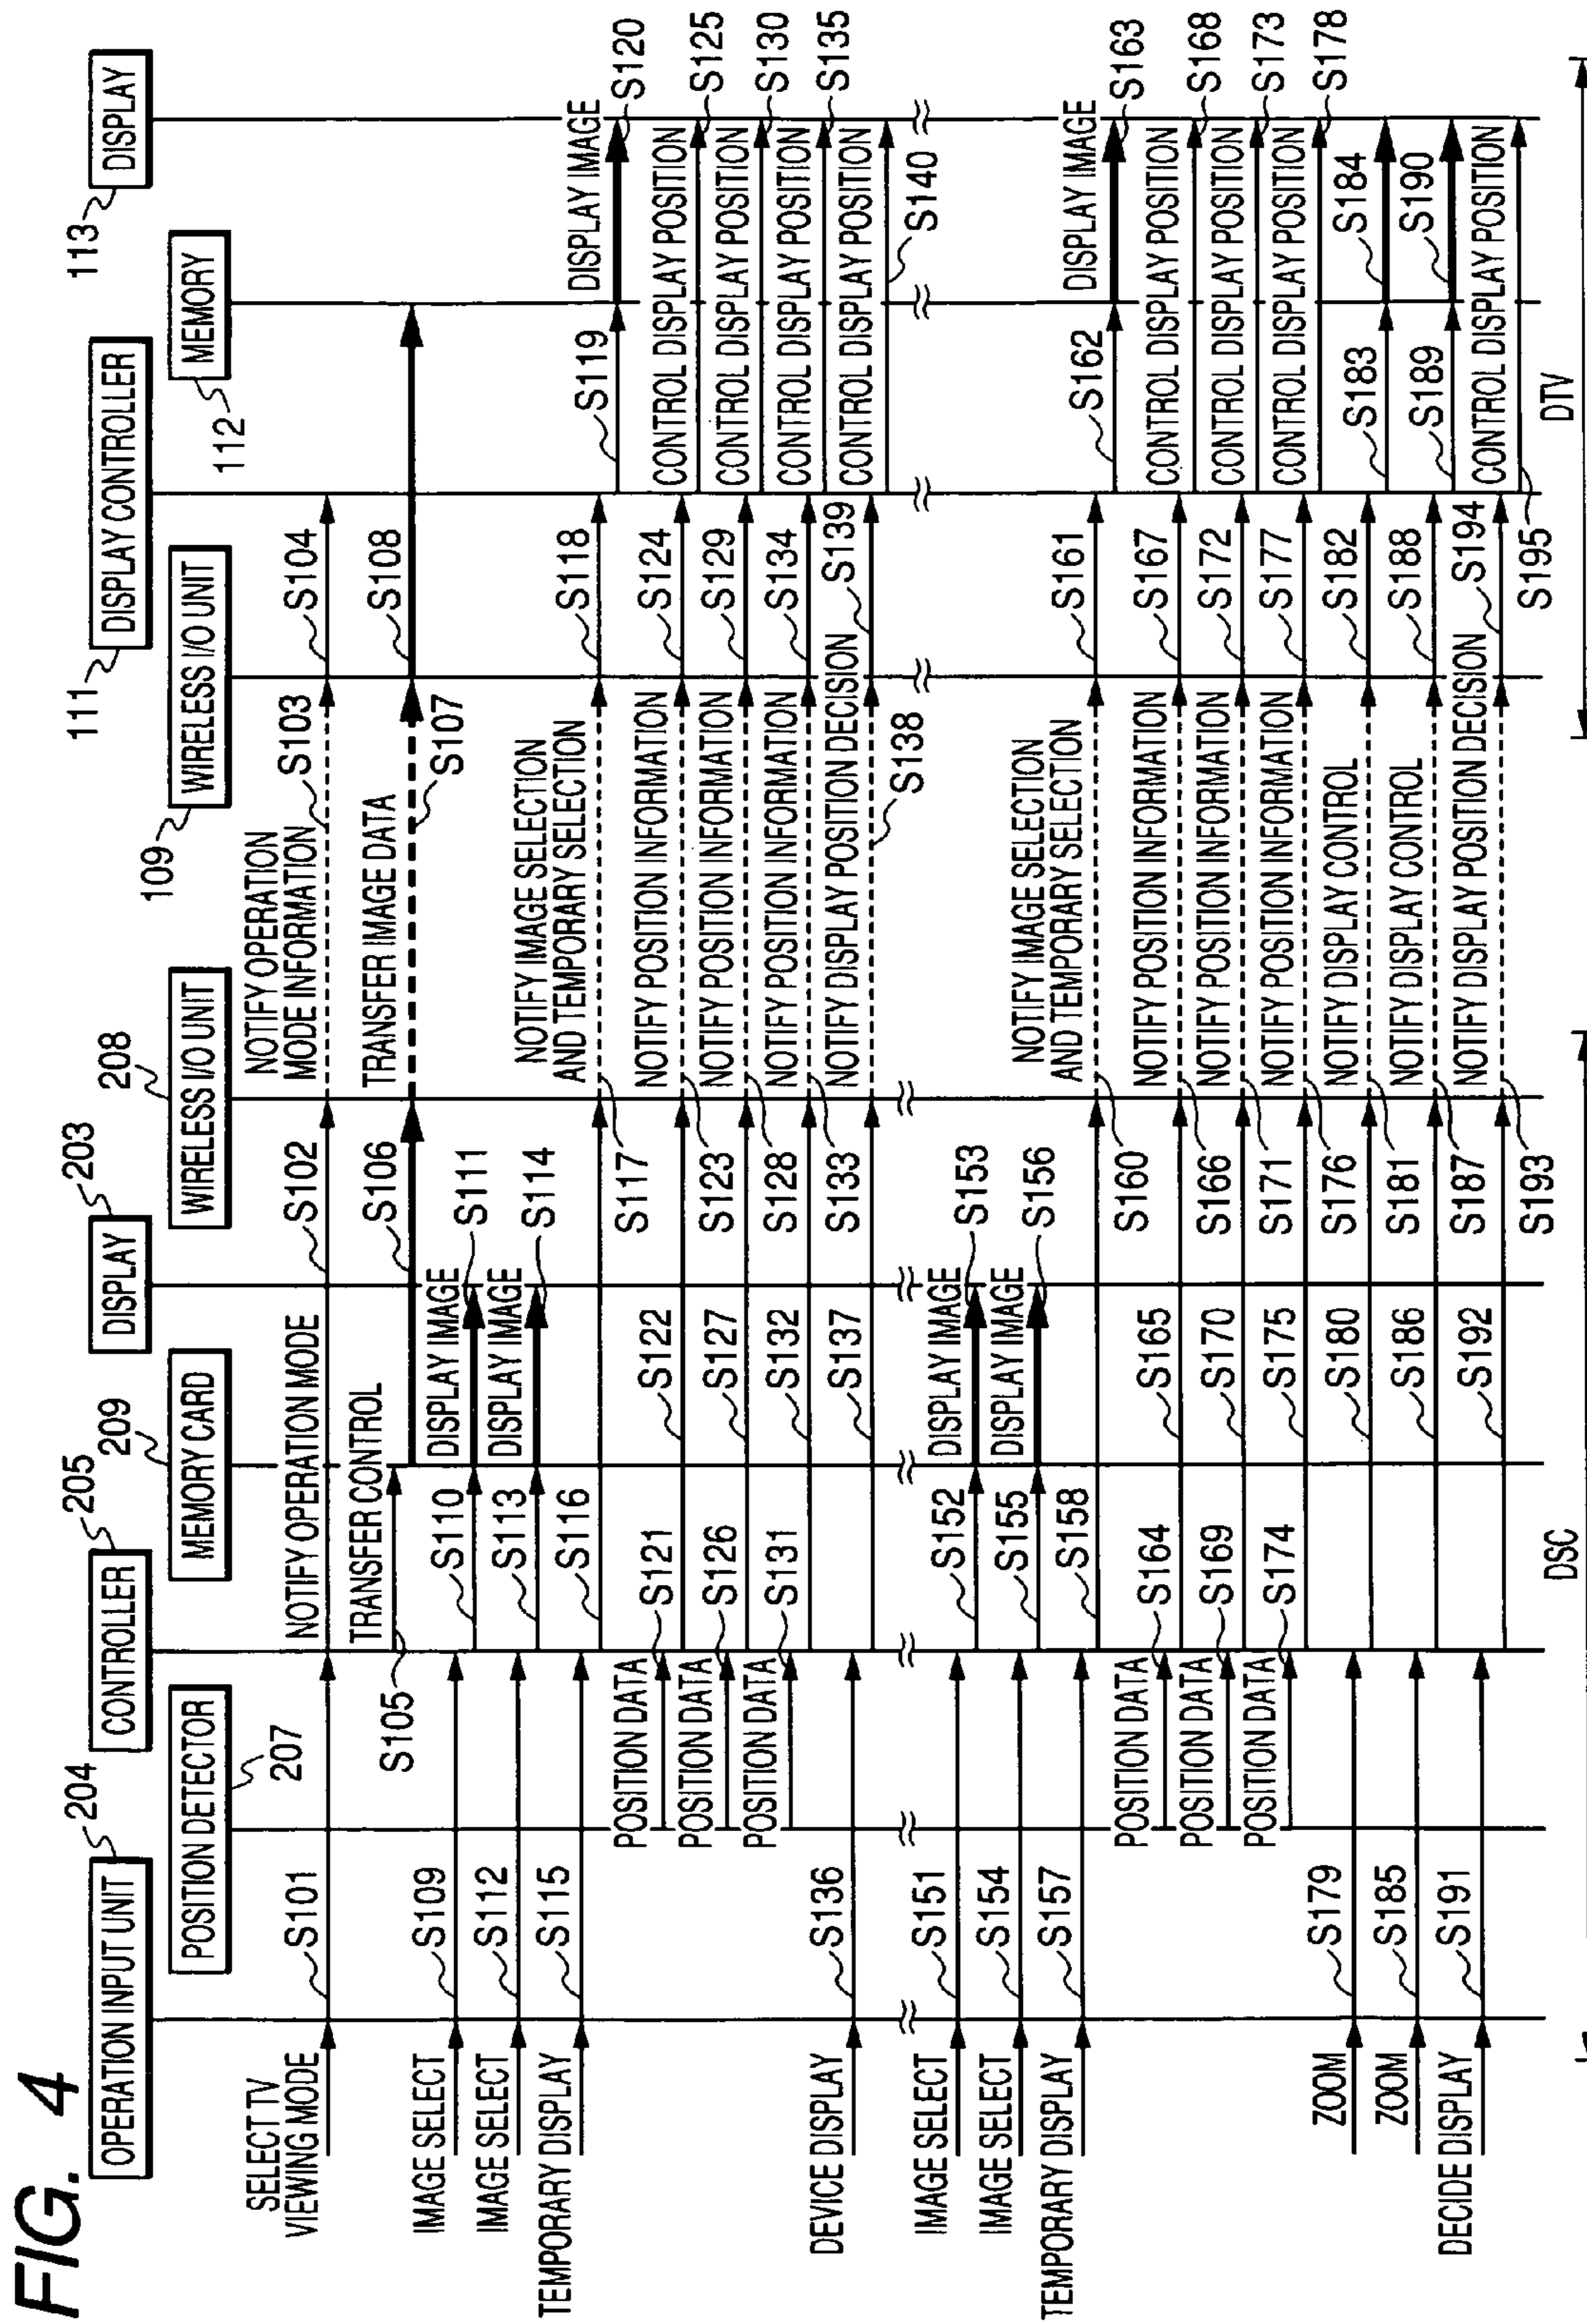 FIG. 4
OPERATION INPUT UNIT
204
POSITION DETECTOR
207
CONTROLLER
205
MEMORY CARD
209
DISPLAY
203
WIRELESS I/O UNIT
208
WIRELESS I/O UNIT
109
DISPLAY CONTROLLER
111
MEMORY
112
DISPLAY
113
SELECT TV
VIEWING MODE
S101
NOTIFY OPERATION MODE
S102
NOTIFY OPERATION
MODE INFORMATION
S103
S104
TRANSFER CONTROL
S105
S106
TRANSFER IMAGE DATA
S107
S108
IMAGE SELECT
S109
S110
DISPLAY IMAGE
S111
IMAGE SELECT
S112
S113
DISPLAY IMAGE
S114
TEMPORARY DISPLAY
S115
S116
S117
NOTIFY IMAGE SELECTION
AND TEMPORARY SELECTION
S118
S119
DISPLAY IMAGE
S120
POSITION DATA
S121
S122
S123
NOTIFY POSITION INFORMATION
S124
CONTROL DISPLAY POSITION
S125
POSITION DATA
S126
S127
S128
NOTIFY POSITION INFORMATION
S129
CONTROL DISPLAY POSITION
S130
POSITION DATA
S131
S132
S133
NOTIFY POSITION INFORMATION
S134
CONTROL DISPLAY POSITION
S135
DEVICE DISPLAY
S136
S137
NOTIFY DISPLAY POSITION DECISION
S138
S139
CONTROL DISPLAY POSITION
S140
IMAGE SELECT
S151
S152
DISPLAY IMAGE
S153
IMAGE SELECT
S154
S155
DISPLAY IMAGE
S156
TEMPORARY DISPLAY
S157
S158
S160
NOTIFY IMAGE SELECTION
AND TEMPORARY SELECTION
S161
S162
DISPLAY IMAGE
S163
POSITION DATA
S164
S165
S166
NOTIFY POSITION INFORMATION
S167
CONTROL DISPLAY POSITION
S168
POSITION DATA
S169
S170
S171
NOTIFY POSITION INFORMATION
S172
CONTROL DISPLAY POSITION
S173
POSITION DATA
S174
S175
S176
NOTIFY POSITION INFORMATION
S177
CONTROL DISPLAY POSITION
S178
ZOOM
S179
S180
S181
NOTIFY DISPLAY CONTROL
S182
S183
S184
ZOOM
S185
S186
S187
NOTIFY DISPLAY CONTROL
S188
S189
S190
DECIDE DISPLAY
S191
S192
S193
NOTIFY DISPLAY POSITION DECISION
S194
CONTROL DISPLAY POSITION
S195
DSC
DTV